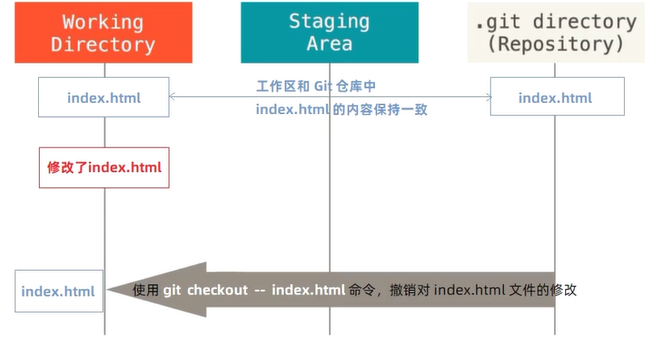 Working
Directory
Staging
Area
.git directory
(Repository)
index.html
工作区和 Git 仓库中
index.html 的内容保持一致
index.html
修改了index.html
index.html
使用 git checkout -- index.html 命令，撤销对 index.html 文件的修改